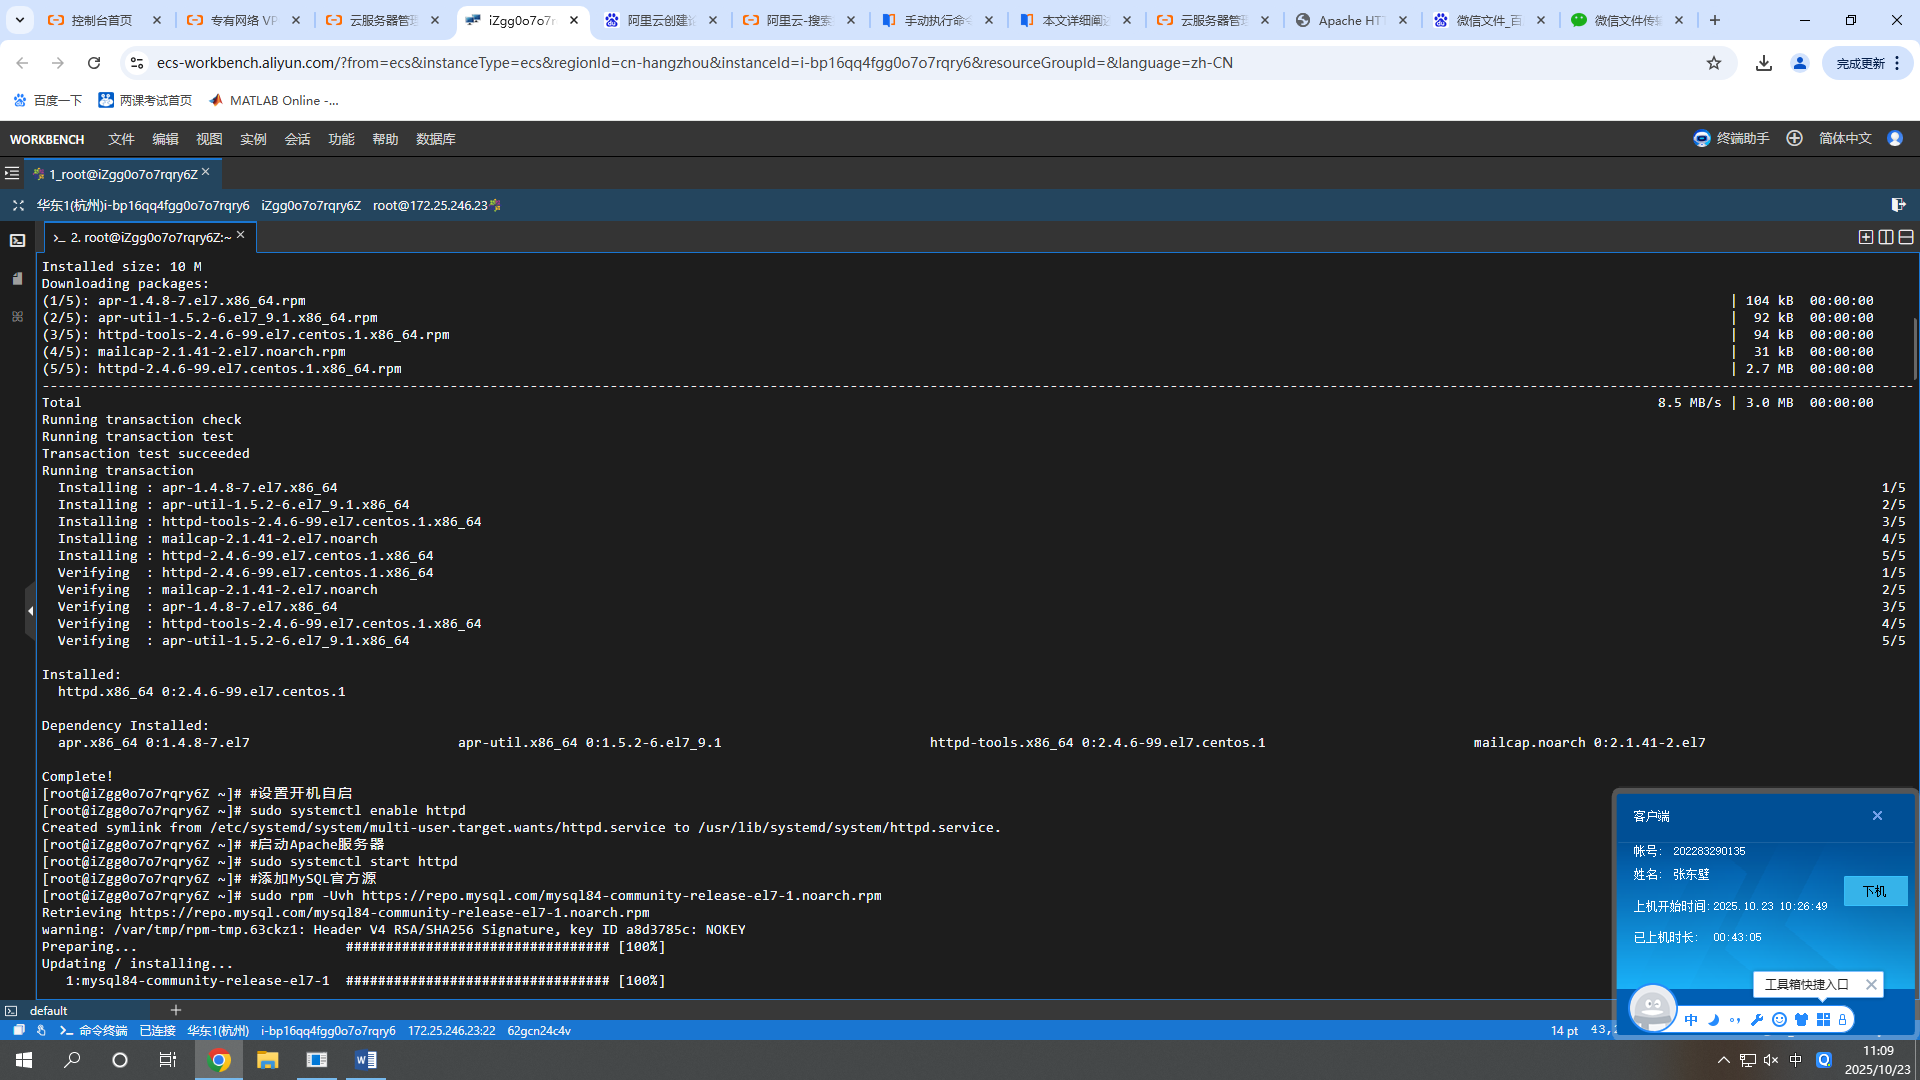 控制台首页
专有网络 VP
云服务器管理
iZgg0o7o7r
阿里云创建论
阿里云-搜索
手动执行命令
本文详细阐述
云服务器管理
Apache HTT
微信文件_百
微信文件传输
ecs-workbench.aliyun.com/?from=ecs&instanceType=ecs&regionId=cn-hangzhou&instanceId=i-bp16qq4fgg0o7o7rqry6&resourceGroupId=&language=zh-CN
完成更新
百度一下
两课考试首页
MATLAB Online -...
WORKBENCH 文件 编辑 视图 实例 会话 功能 帮助 数据库
终端助手 简体中文
1_root@iZgg0o7o7rqry6Z
华东1(杭州)i-bp16qq4fgg0o7o7rqry6 iZgg0o7o7rqry6Z root@172.25.246.23
2. root@iZgg0o7o7rqry6Z:~
Installed size: 10 M
Downloading packages:
(1/5): apr-1.4.8-7.el7.x86_64.rpm | 104 kB 00:00:00
(2/5): apr-util-1.5.2-6.el7_9.1.x86_64.rpm | 92 kB 00:00:00
(3/5): httpd-tools-2.4.6-99.el7.centos.1.x86_64.rpm | 94 kB 00:00:00
(4/5): mailcap-2.1.41-2.el7.noarch.rpm | 31 kB 00:00:00
(5/5): httpd-2.4.6-99.el7.centos.1.x86_64.rpm | 2.7 MB 00:00:00
Total 8.5 MB/s | 3.0 MB 00:00:00
Running transaction check
Running transaction test
Transaction test succeeded
Running transaction
Installing : apr-1.4.8-7.el7.x86_64 1/5
Installing : apr-util-1.5.2-6.el7_9.1.x86_64 2/5
Installing : httpd-tools-2.4.6-99.el7.centos.1.x86_64 3/5
Installing : mailcap-2.1.41-2.el7.noarch 4/5
Installing : httpd-2.4.6-99.el7.centos.1.x86_64 5/5
Verifying : httpd-2.4.6-99.el7.centos.1.x86_64 1/5
Verifying : mailcap-2.1.41-2.el7.noarch 2/5
Verifying : apr-1.4.8-7.el7.x86_64 3/5
Verifying : httpd-tools-2.4.6-99.el7.centos.1.x86_64 4/5
Verifying : apr-util-1.5.2-6.el7_9.1.x86_64 5/5
Installed:
httpd.x86_64 0:2.4.6-99.el7.centos.1
Dependency Installed:
apr.x86_64 0:1.4.8-7.el7 apr-util.x86_64 0:1.5.2-6.el7_9.1 httpd-tools.x86_64 0:2.4.6-99.el7.centos.1 mailcap.noarch 0:2.1.41-2.el7
Complete!
[root@iZgg0o7o7rqry6Z ~]# #设置开机自启
[root@iZgg0o7o7rqry6Z ~]# sudo systemctl enable httpd
Created symlink from /etc/systemd/system/multi-user.target.wants/httpd.service to /usr/lib/systemd/system/httpd.service.
[root@iZgg0o7o7rqry6Z ~]# #启动Apache服务器
[root@iZgg0o7o7rqry6Z ~]# sudo systemctl start httpd
[root@iZgg0o7o7rqry6Z ~]# #添加MySQL官方源
[root@iZgg0o7o7rqry6Z ~]# sudo rpm -Uvh https://repo.mysql.com/mysql84-community-release-el7-1.noarch.rpm
Retrieving https://repo.mysql.com/mysql84-community-release-el7-1.noarch.rpm
warning: /var/tmp/rpm-tmp.63ckz1: Header V4 RSA/SHA256 Signature, key ID a8d3785c: NOKEY
Preparing... ################################# [100%]
Updating / installing...
1:mysql84-community-release-el7-1 ################################# [100%]
客户端
帐号: 202283290135
姓名: 张东壁
下机
上机开始时间: 2025.10.23 10:26:49
已上机时长: 00:43:05
工具箱快捷入口
中
default
命令终端 已连接 华东1(杭州) i-bp16qq4fgg0o7o7rqry6 172.25.246.23:22 62gcn24c4v
14 pt 43,2
中
11:09
2025/10/23